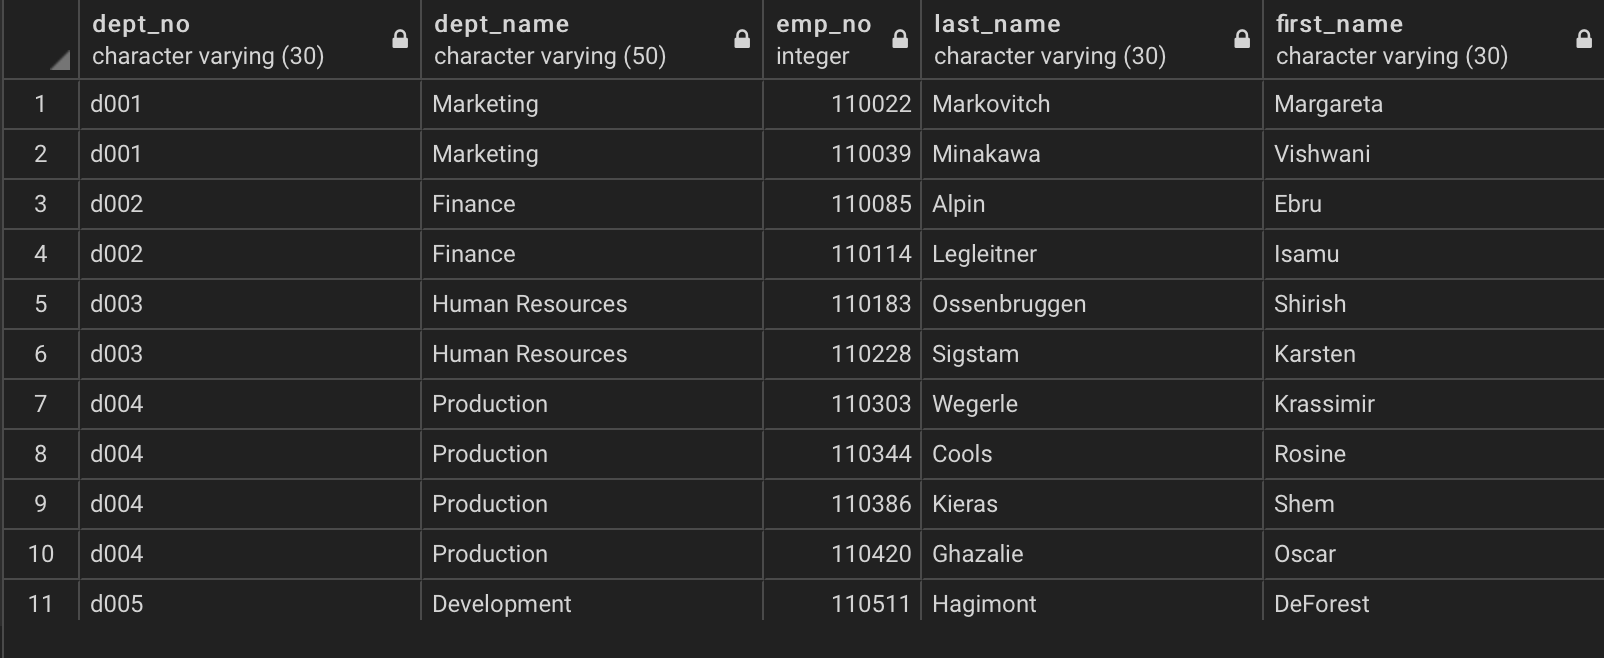 dept_no dept_name emp_no last_name first_name
character varying (30) character varying (50) integer character varying (30) character varying (30)
1 d001 Marketing 110022 Markovitch Margareta
2 d001 Marketing 110039 Minakawa Vishwani
3 d002 Finance 110085 Alpin Ebru
4 d002 Finance 110114 Legleitner Isamu
5 d003 Human Resources 110183 Ossenbruggen Shirish
6 d003 Human Resources 110228 Sigstam Karsten
7 d004 Production 110303 Wegerle Krassimir
8 d004 Production 110344 Cools Rosine
9 d004 Production 110386 Kieras Shem
10 d004 Production 110420 Ghazalie Oscar
11 d005 Development 110511 Hagimont DeForest